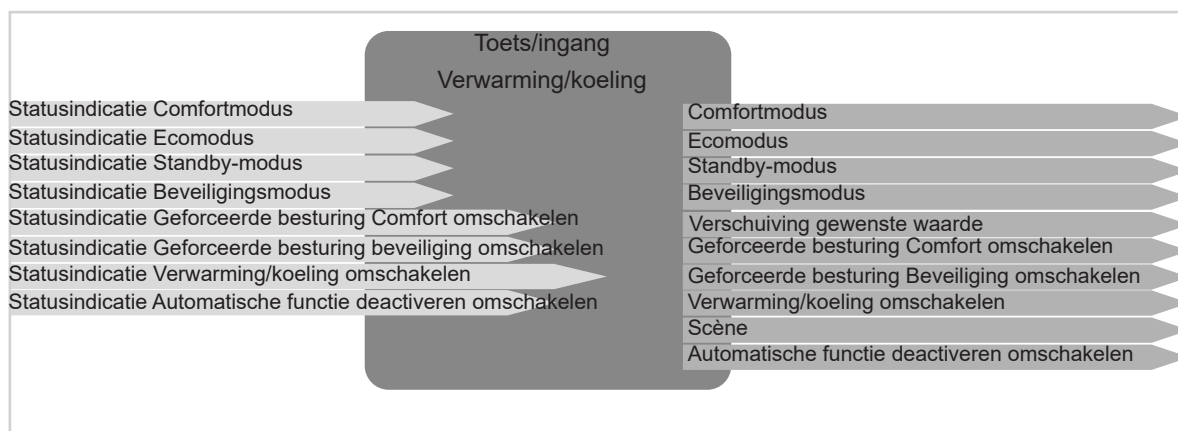 Toets/ingang
Verwarming/koeling
Statusindicatie Comfortmodus
Statusindicatie Ecomodus
Statusindicatie Standby-modus
Statusindicatie Beveiligingsmodus
Statusindicatie Geforceerde besturing Comfort omschakelen
Statusindicatie Geforceerde besturing beveiliging omschakelen
Statusindicatie Verwarming/koeling omschakelen
Statusindicatie Automatische functie deactiveren omschakelen
Comfortmodus
Ecomodus
Standby-modus
Beveiligingsmodus
Verschuiving gewenste waarde
Geforceerde besturing Comfort omschakelen
Geforceerde besturing Beveiliging omschakelen
Verwarming/koeling omschakelen
Scène
Automatische functie deactiveren omschakelen